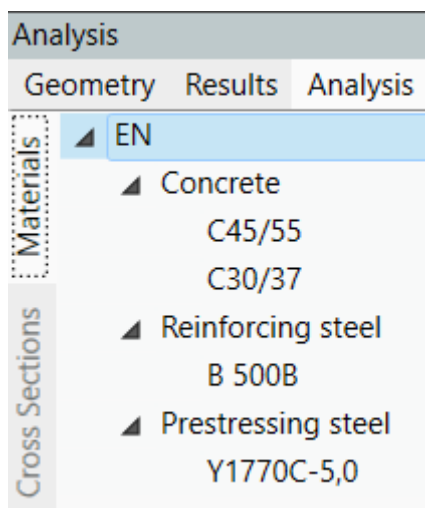 Analysis
Geometry Results Analysis
Materials
Cross Sections
EN
Concrete
C45/55
C30/37
Reinforcing steel
B 500B
Prestressing steel
Y1770C-5,0